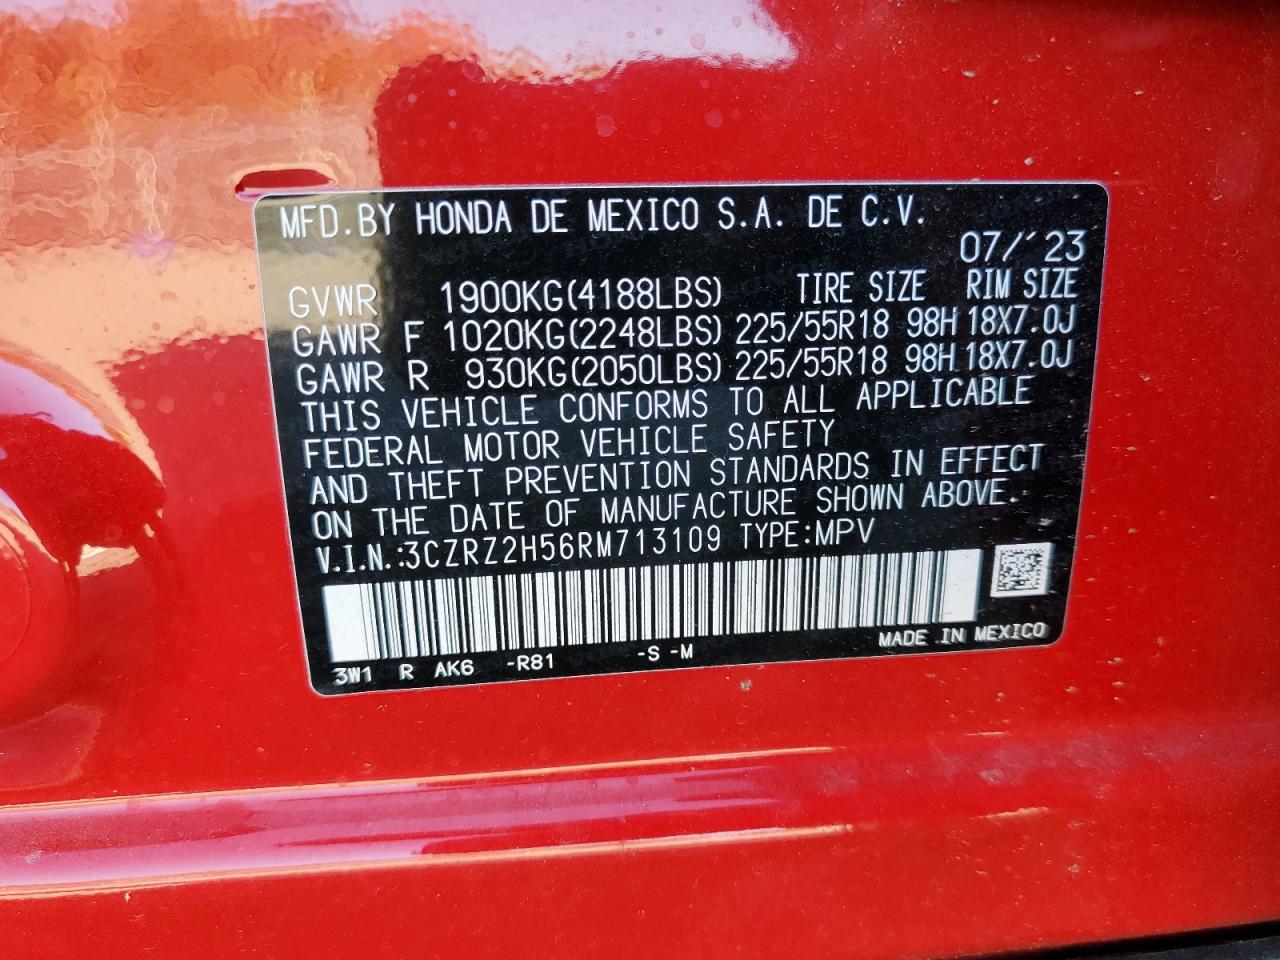 MFD.BY HONDA DE MEXICO S.A. DE C.V.
07/´23
GVWR 1900KG(4188LBS) TIRE SIZE RIM SIZE
GAWR F 1020KG(2248LBS) 225/55R18 98H 18X7.0J
GAWR R 930KG(2050LBS) 225/55R18 98H 18X7.0J
THIS VEHICLE CONFORMS TO ALL APPLICABLE
FEDERAL MOTOR VEHICLE SAFETY
AND THEFT PREVENTION STANDARDS IN EFFECT
ON THE DATE OF MANUFACTURE SHOWN ABOVE.
V.I.N.:3CZRZ2H56RM713109 TYPE:MPV
MADE IN MEXICO
3W1 R AK6 -R81 -S -M